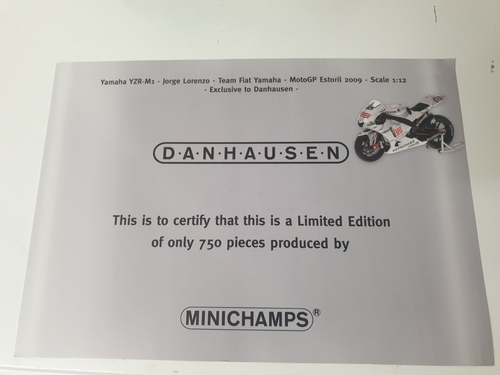 Yamaha YZR-M1 - Jorge Lorenzo - Team Fiat Yamaha - MotoGP Estoril 2009 - Scale 1:12
- Exclusive to Danhausen -
D·A·N·H·A·U·S·E·N
This is to certify that this is a Limited Edition
of only 750 pieces produced by
MINICHAMPS®